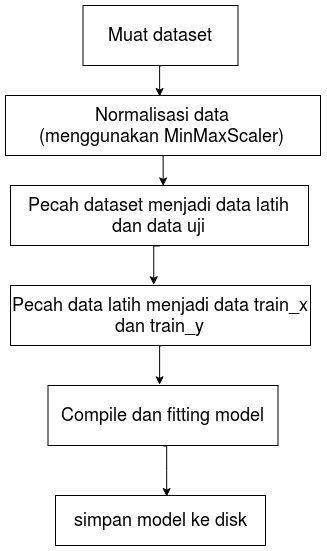 Muat dataset
Normalisasi data
(menggunakan MinMaxScaler)
Pecah dataset menjadi data latih
dan data uji
Pecah data latih menjadi data train_x
dan train_y
Compile dan fitting model
simpan model ke disk